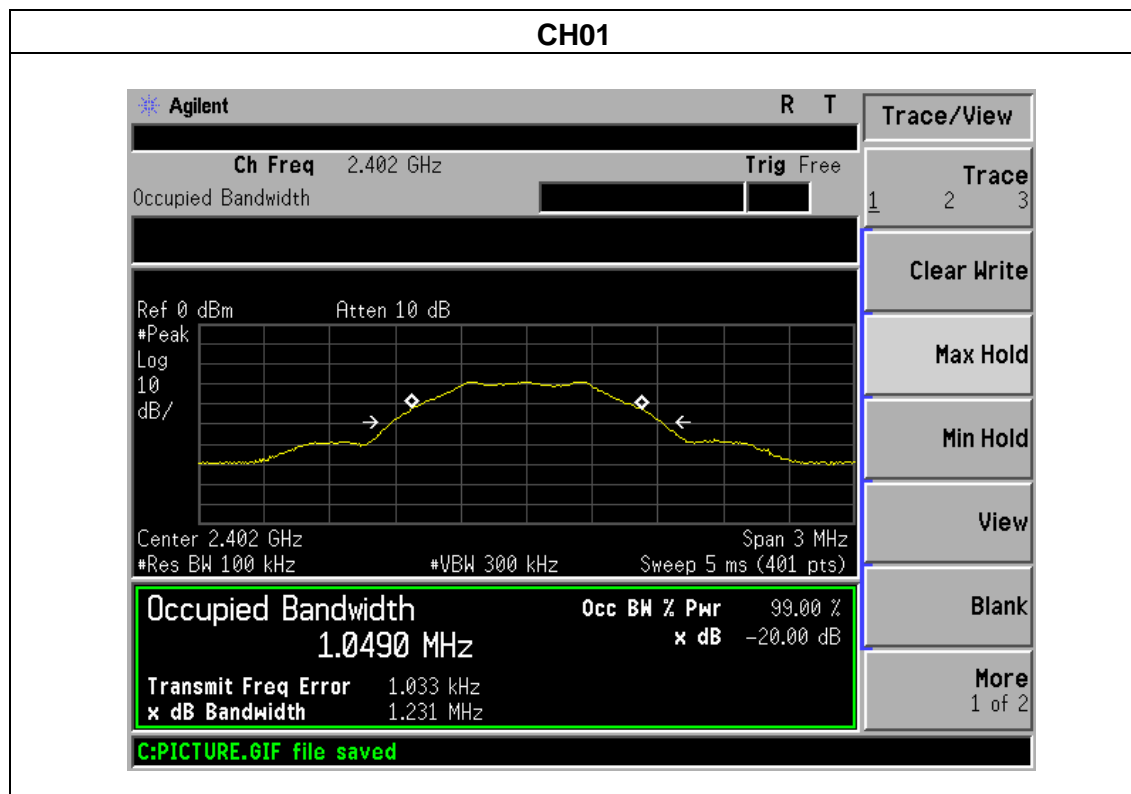 CH01
Agilent R T
Trace/View
Ch Freq 2.402 GHz Trig Free
Occupied Bandwidth
Trace
1 2 3
Clear Write
Ref 0 dBm Atten 10 dB
#Peak
Log
10
dB/
Max Hold
Min Hold
View
Center 2.402 GHz Span 3 MHz
#Res BW 100 kHz #VBW 300 kHz Sweep 5 ms (401 pts)
Occupied Bandwidth Occ BW % Pwr 99.00 %
1.0490 MHz x dB -20.00 dB
Blank
Transmit Freq Error 1.033 kHz
x dB Bandwidth 1.231 MHz
More
1 of 2
C:PICTURE.GIF file saved